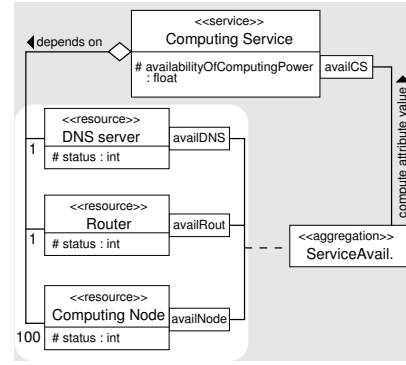 <<service>>
Computing Service
# availabilityOfComputingPower
: float
availCS
depends on
compute attribute value
<<resource>>
DNS server
# status : int
availDNS
1
<<resource>>
Router
# status : int
availRout
1
<<aggregation>>
ServiceAvail.
<<resource>>
Computing Node
# status : int
availNode
100